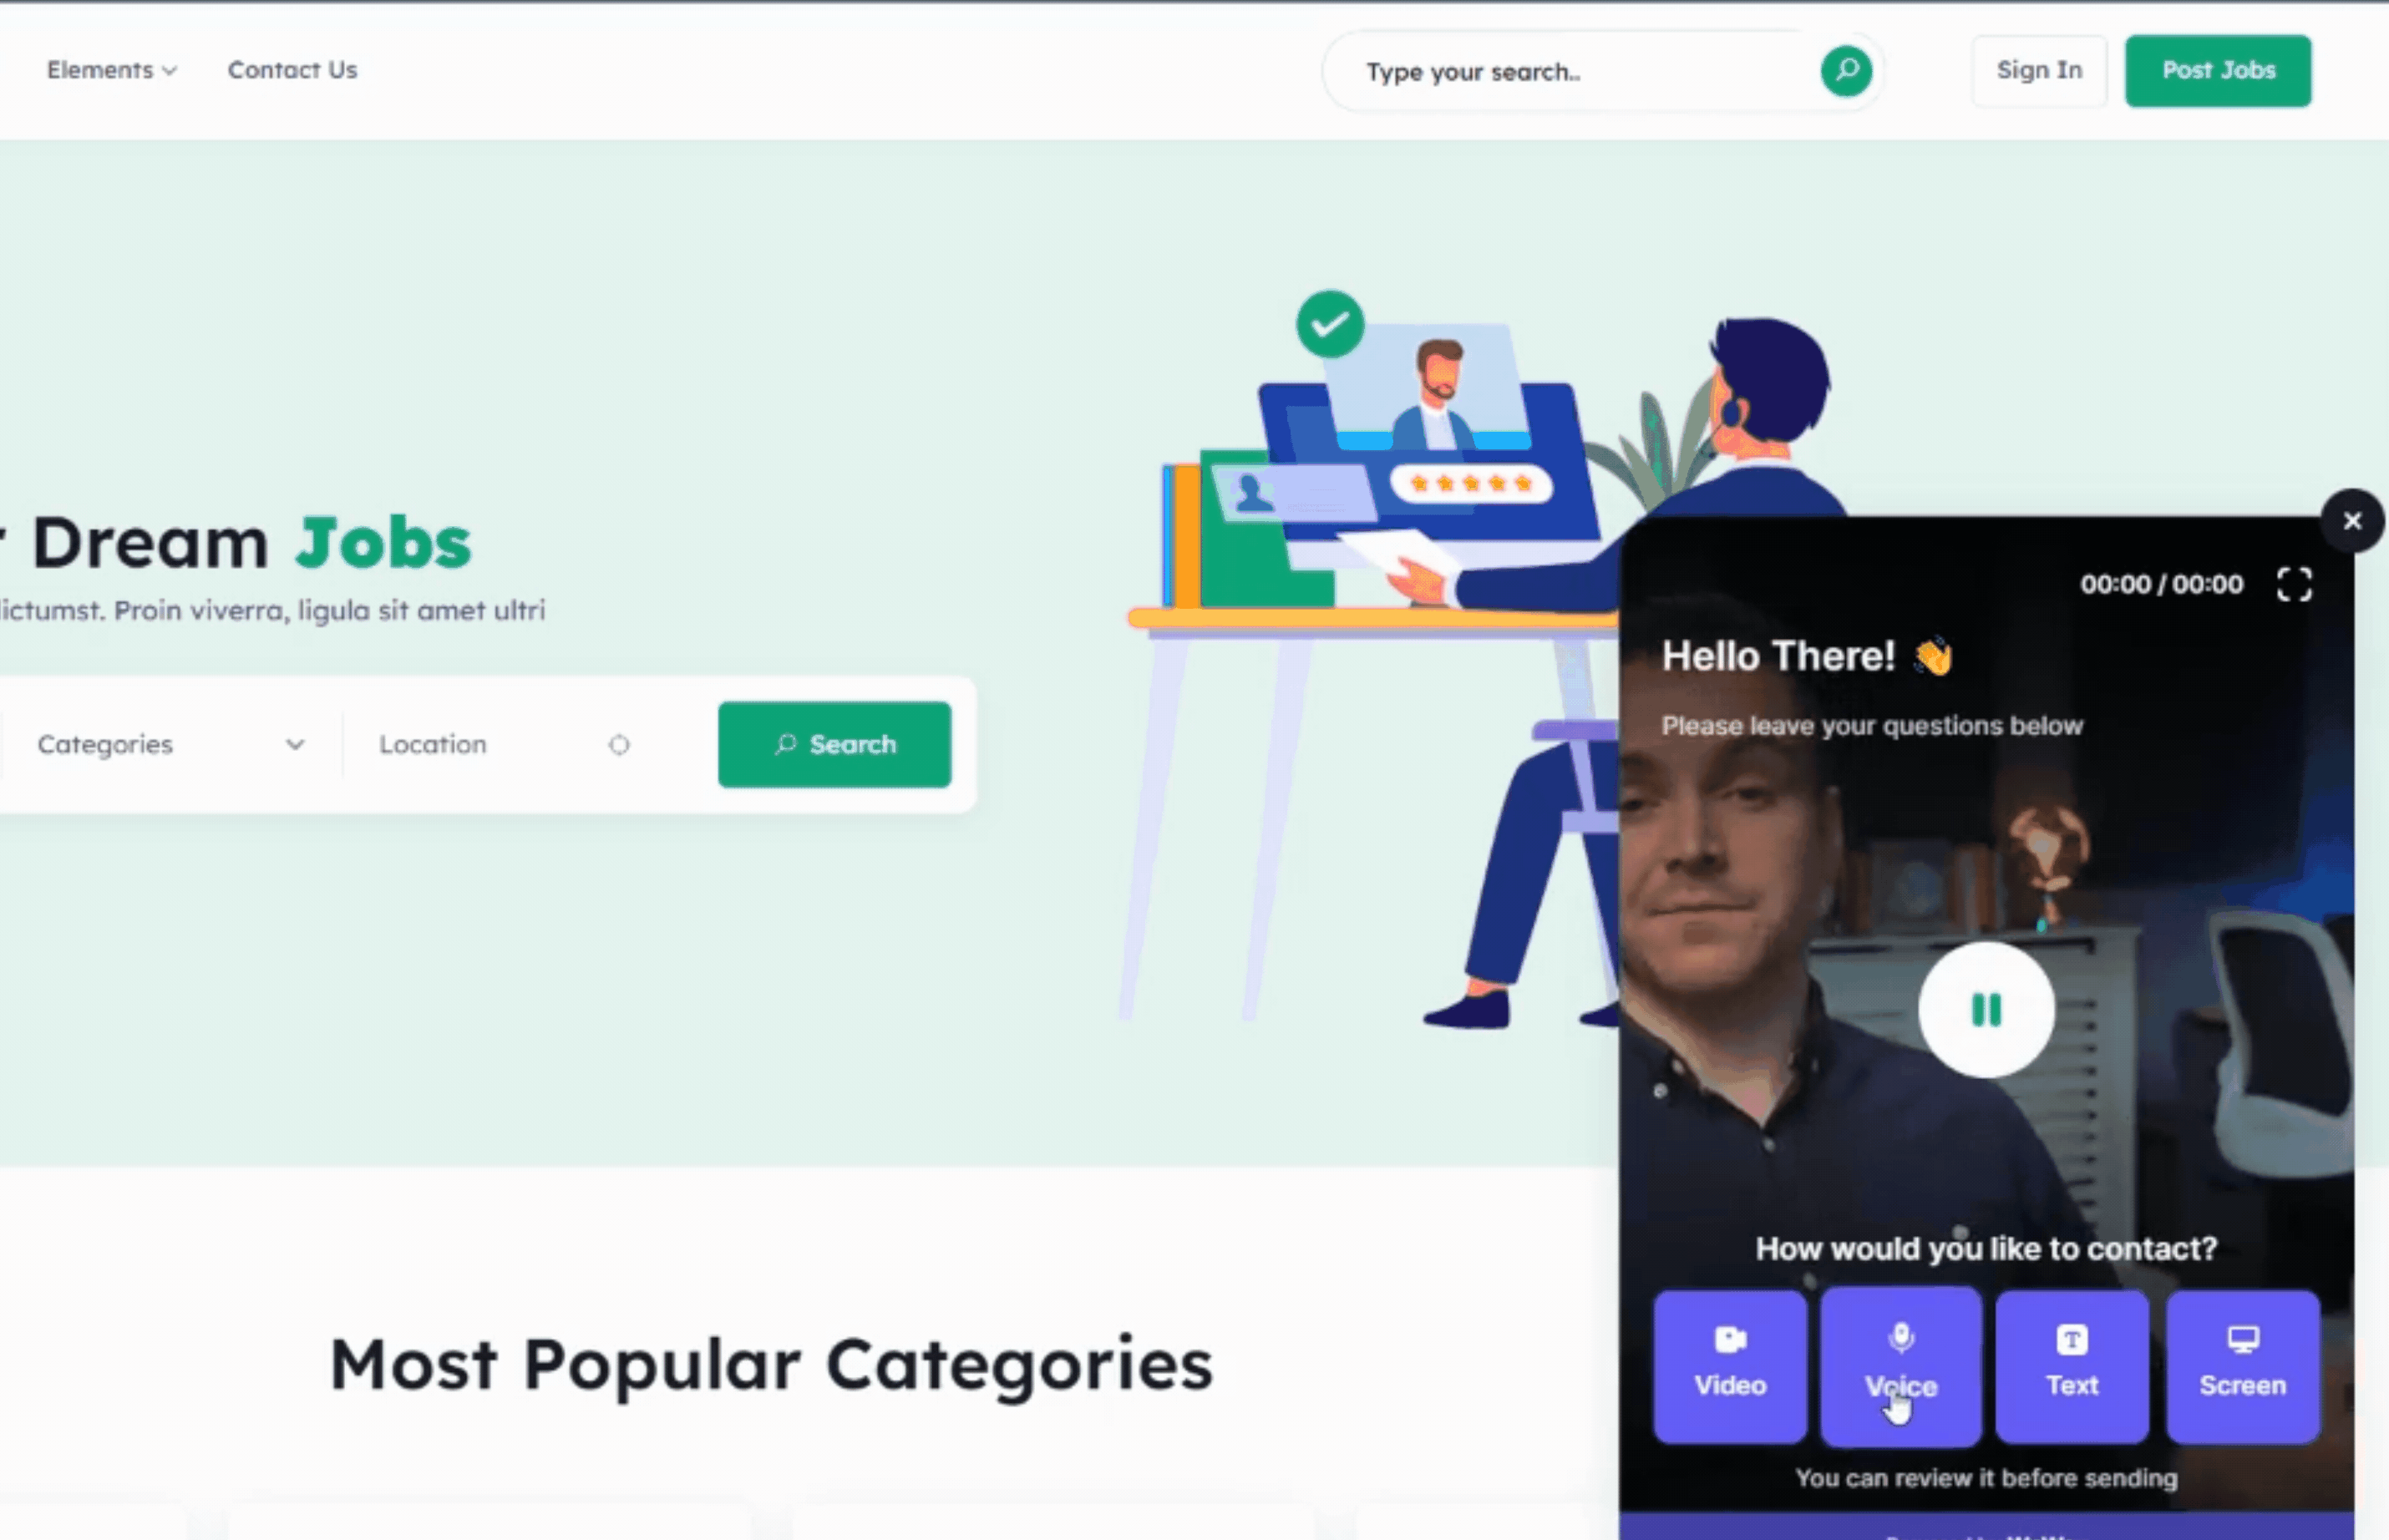 Elements
Contact Us
Type your search..
Sign In
Post Jobs
Dream Jobs
ictumst. Proin viverra, ligula sit amet ultri
Categories
Location
Search
00:00 / 00:00
Hello There! 👋
Please leave your questions below
How would you like to contact?
Video
Voice
Text
Screen
You can review it before sending
Most Popular Categories